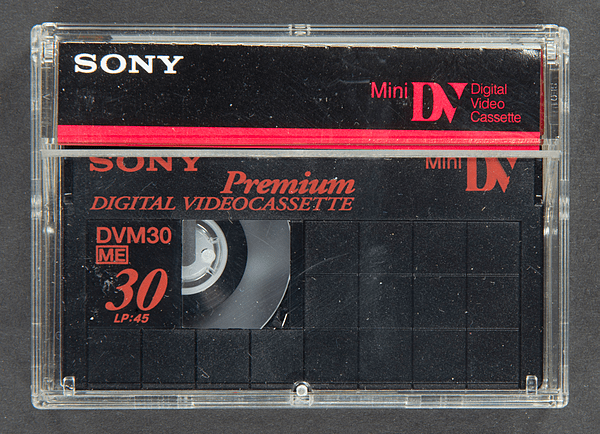 SONY
Mini DV Digital
Video
Cassette
SONY
Mini DV
Premium
DIGITAL VIDEOCASSETTE
DVM30
ME
30
LP:45